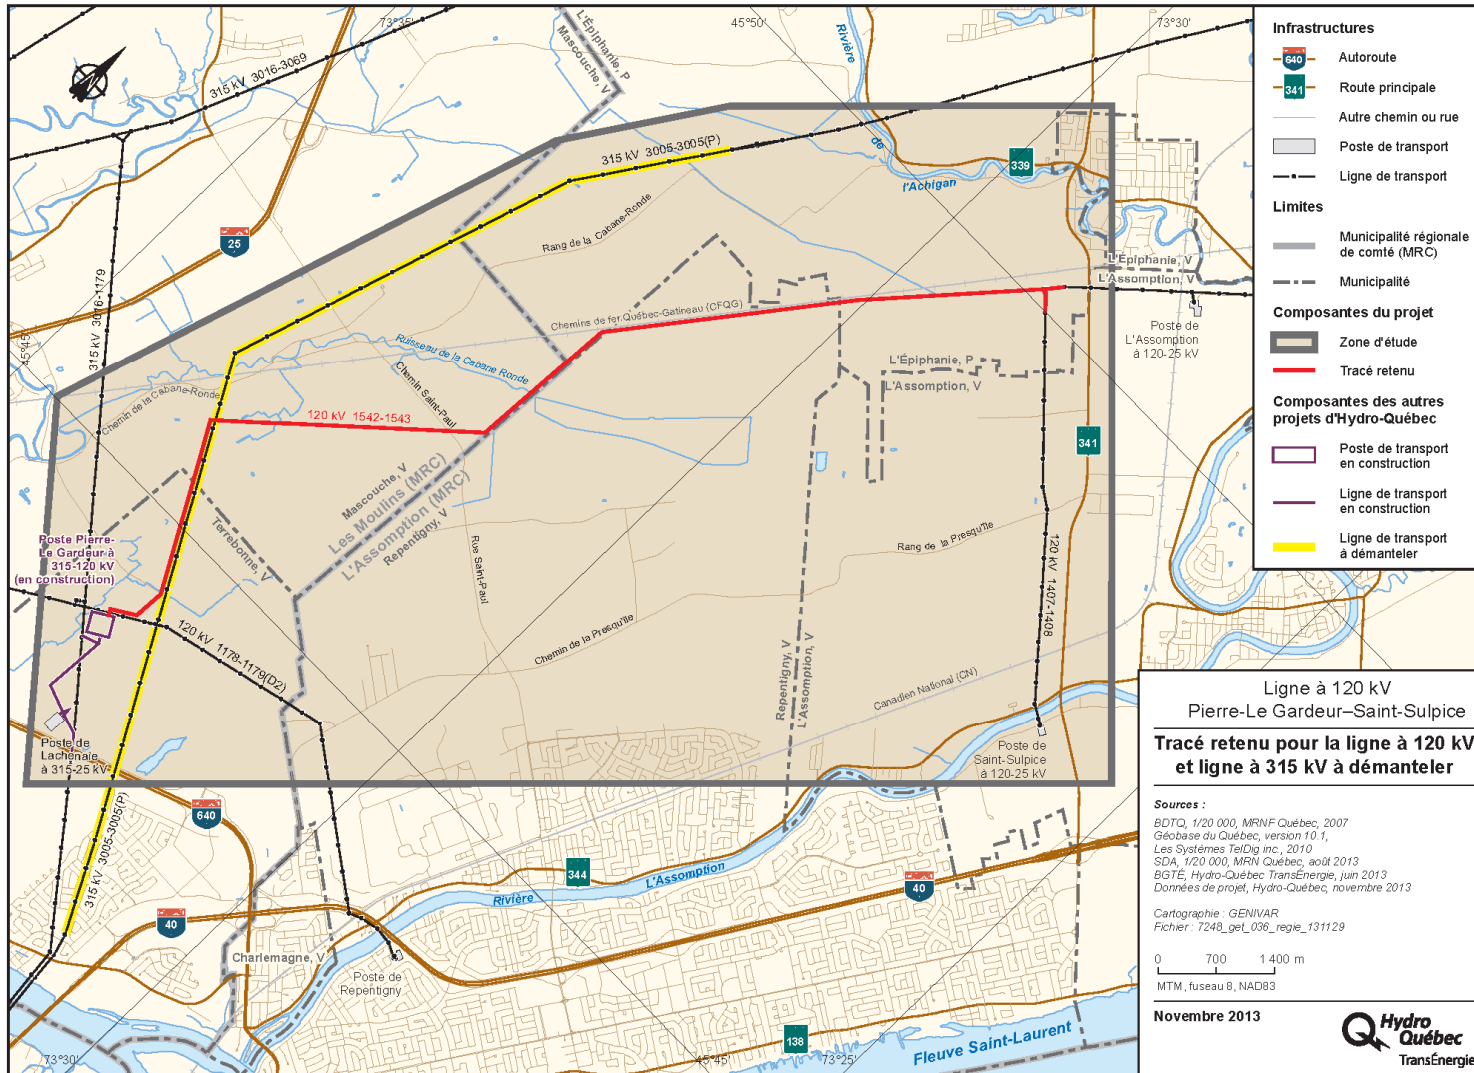 73°35'
45°50'
73°30'
L'Épiphanie, P
Mascouche, V
Rivière
de
l'Achigan
315 kV 3016-3069
315 kV 3005-3005(P)
339
25
Rang de la Cabane-Ronde
L'Épiphanie, V
L'Assomption, V
315 kV 3016-1179
45°45'
Chemins de fer Québec-Gatineau (CFQG)
Poste de
L'Assomption
à 120-25 kV
Ruisseau de la Cabane Ronde
Chemin Saint-Paul
Chemin de la Cabane-Ronde
L'Épiphanie, P
L'Assomption, V
120 kV 1542-1543
341
Mascouche, V
Les Moulins (MRC)
L'Assomption (MRC)
Repentigny, V
Terrebonne, V
Poste Pierre-
Le Gardeur à
315-120 kV
(en construction)
Rue Saint-Paul
Rang de la Presqu'île
120 kV 1407-1408
120 kV 1178-1179(D2)
Chemin de la Presqu'île
Repentigny, V
L'Assomption, V
Canadien National (CN)
Poste de
Lachenaie
à 315-25 kV
Poste de
Saint-Sulpice
à 120-25 kV
640
315 kV 3005-3005(P)
344
Rivière
L'Assomption
40
40
Charlemagne, V
Poste de
Repentigny
138
Fleuve Saint-Laurent
73°30'
45°45'
73°25'
Infrastructures
640
Autoroute
341
Route principale
Autre chemin ou rue
Poste de transport
Ligne de transport
Limites
Municipalité régionale
de comté (MRC)
Municipalité
Composantes du projet
Zone d'étude
Tracé retenu
Composantes des autres
projets d'Hydro-Québec
Poste de transport
en construction
Ligne de transport
en construction
Ligne de transport
à démanteler
Ligne à 120 kV
Pierre-Le Gardeur–Saint-Sulpice
Tracé retenu pour la ligne à 120 kV
et ligne à 315 kV à démanteler
Sources :
BDTQ, 1/20 000, MRNF Québec, 2007
Géobase du Québec, version 10.1,
Les Systèmes TelDig inc., 2010
SDA, 1/20 000, MRN Québec, août 2013
BGTÉ, Hydro-Québec TransÉnergie, juin 2013
Données de projet, Hydro-Québec, novembre 2013
Cartographie : GENIVAR
Fichier : 7248_get_036_regie_131129
0 700 1 400 m
MTM, fuseau 8, NAD83
Novembre 2013
Hydro
Québec
TransÉnergie